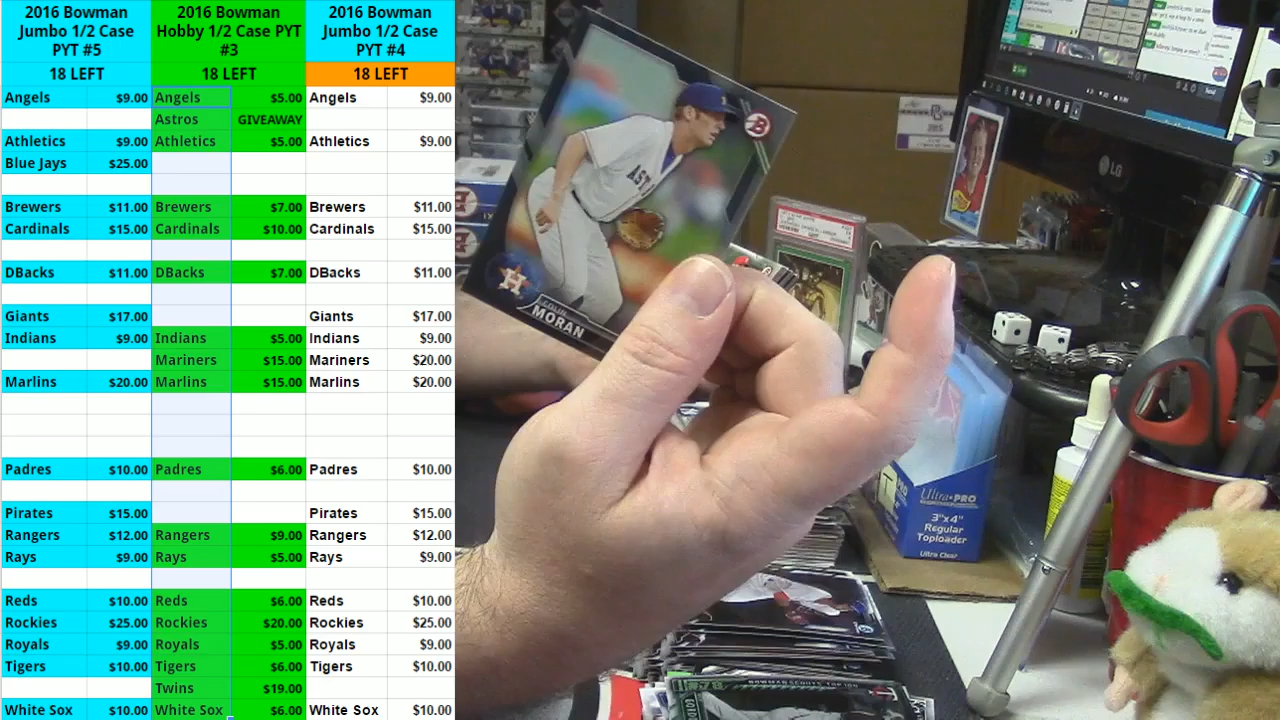 2016 Bowman Jumbo 1/2 Case PYT #5
2016 Bowman Hobby 1/2 Case PYT #3
2016 Bowman Jumbo 1/2 Case PYT #4
18 LEFT 18 LEFT 18 LEFT
Angels $9.00 Angels $5.00 Angels $9.00
Astros GIVEAWAY
Athletics $9.00 Athletics $5.00 Athletics $9.00
Blue Jays $25.00
Brewers $11.00 Brewers $7.00 Brewers $11.00
Cardinals $15.00 Cardinals $10.00 Cardinals $15.00
DBacks $11.00 DBacks $7.00 DBacks $11.00
Giants $17.00 Giants $17.00
Indians $9.00 Indians $5.00 Indians $9.00
Mariners $15.00 Mariners $20.00
Marlins $20.00 Marlins $15.00 Marlins $20.00
Padres $10.00 Padres $6.00 Padres $10.00
Pirates $15.00 Pirates $15.00
Rangers $12.00 Rangers $9.00 Rangers $12.00
Rays $9.00 Rays $5.00 Rays $9.00
Reds $10.00 Reds $6.00 Reds $10.00
Rockies $25.00 Rockies $20.00 Rockies $25.00
Royals $9.00 Royals $5.00 Royals $9.00
Tigers $10.00 Tigers $6.00 Tigers $10.00
Twins $19.00
White Sox $10.00 White Sox $6.00 White Sox $10.00
B
AST
COLIN
MORAN
LG
Ultra·PRO
3"x4"
Regular
Toploader
Ultra Clear
BOWMAN SCOUTS TOP 100